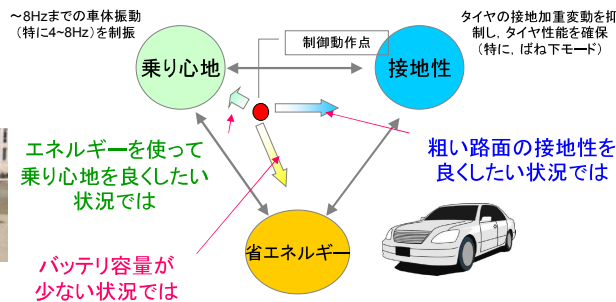 ～8Hzまでの車体振動
（特に4~8Hz）を制振
タイヤの接地加重変動を抑
制し，タイヤ性能を確保
（特に，ばね下モード）
制御動作点
乗り心地
接地性
エネルギーを使って
乗り心地を良くしたい
状況では
粗い路面の接地性を
良くしたい状況では
省エネルギー
バッテリ容量が
少ない状況では